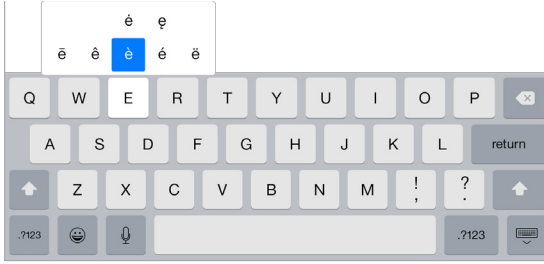 ė ę
ē ê è é ë
Q W E R T Y U I O P
A S D F G H J K L return
Z X C V B N M ! , ? .
.?123 .?123